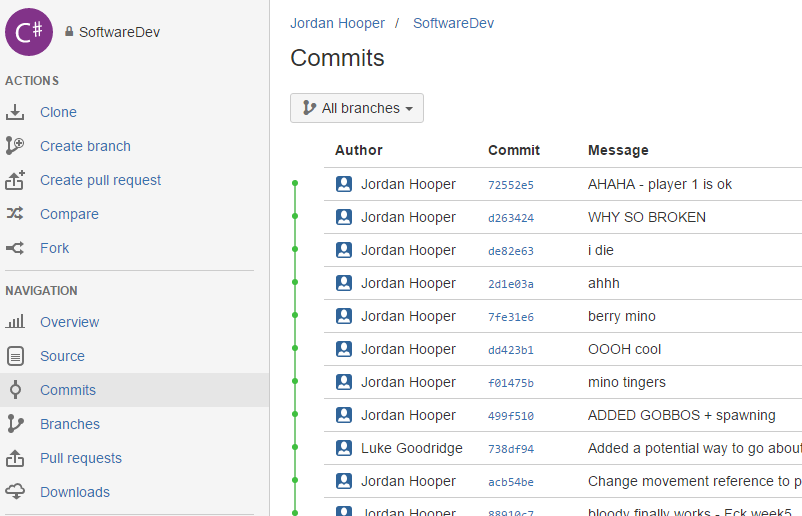 C#
SoftwareDev
ACTIONS
Clone
Create branch
Create pull request
Compare
Fork
NAVIGATION
Overview
Source
Commits
Branches
Pull requests
Downloads
Jordan Hooper / SoftwareDev
Commits
All branches
Author Commit Message
Jordan Hooper 72552e5 AHAHA - player 1 is ok
Jordan Hooper d263424 WHY SO BROKEN
Jordan Hooper de82e63 i die
Jordan Hooper 2d1e03a ahhh
Jordan Hooper 7fe31e6 berry mino
Jordan Hooper dd423b1 OOOH cool
Jordan Hooper f01475b mino tingers
Jordan Hooper 499f510 ADDED GOBBOS + spawning
Luke Goodridge 738df94 Added a potential way to go about
Jordan Hooper acb54be Change movement reference to p
Jordan Hooper 88910c7 bloody finally works - Fck week5